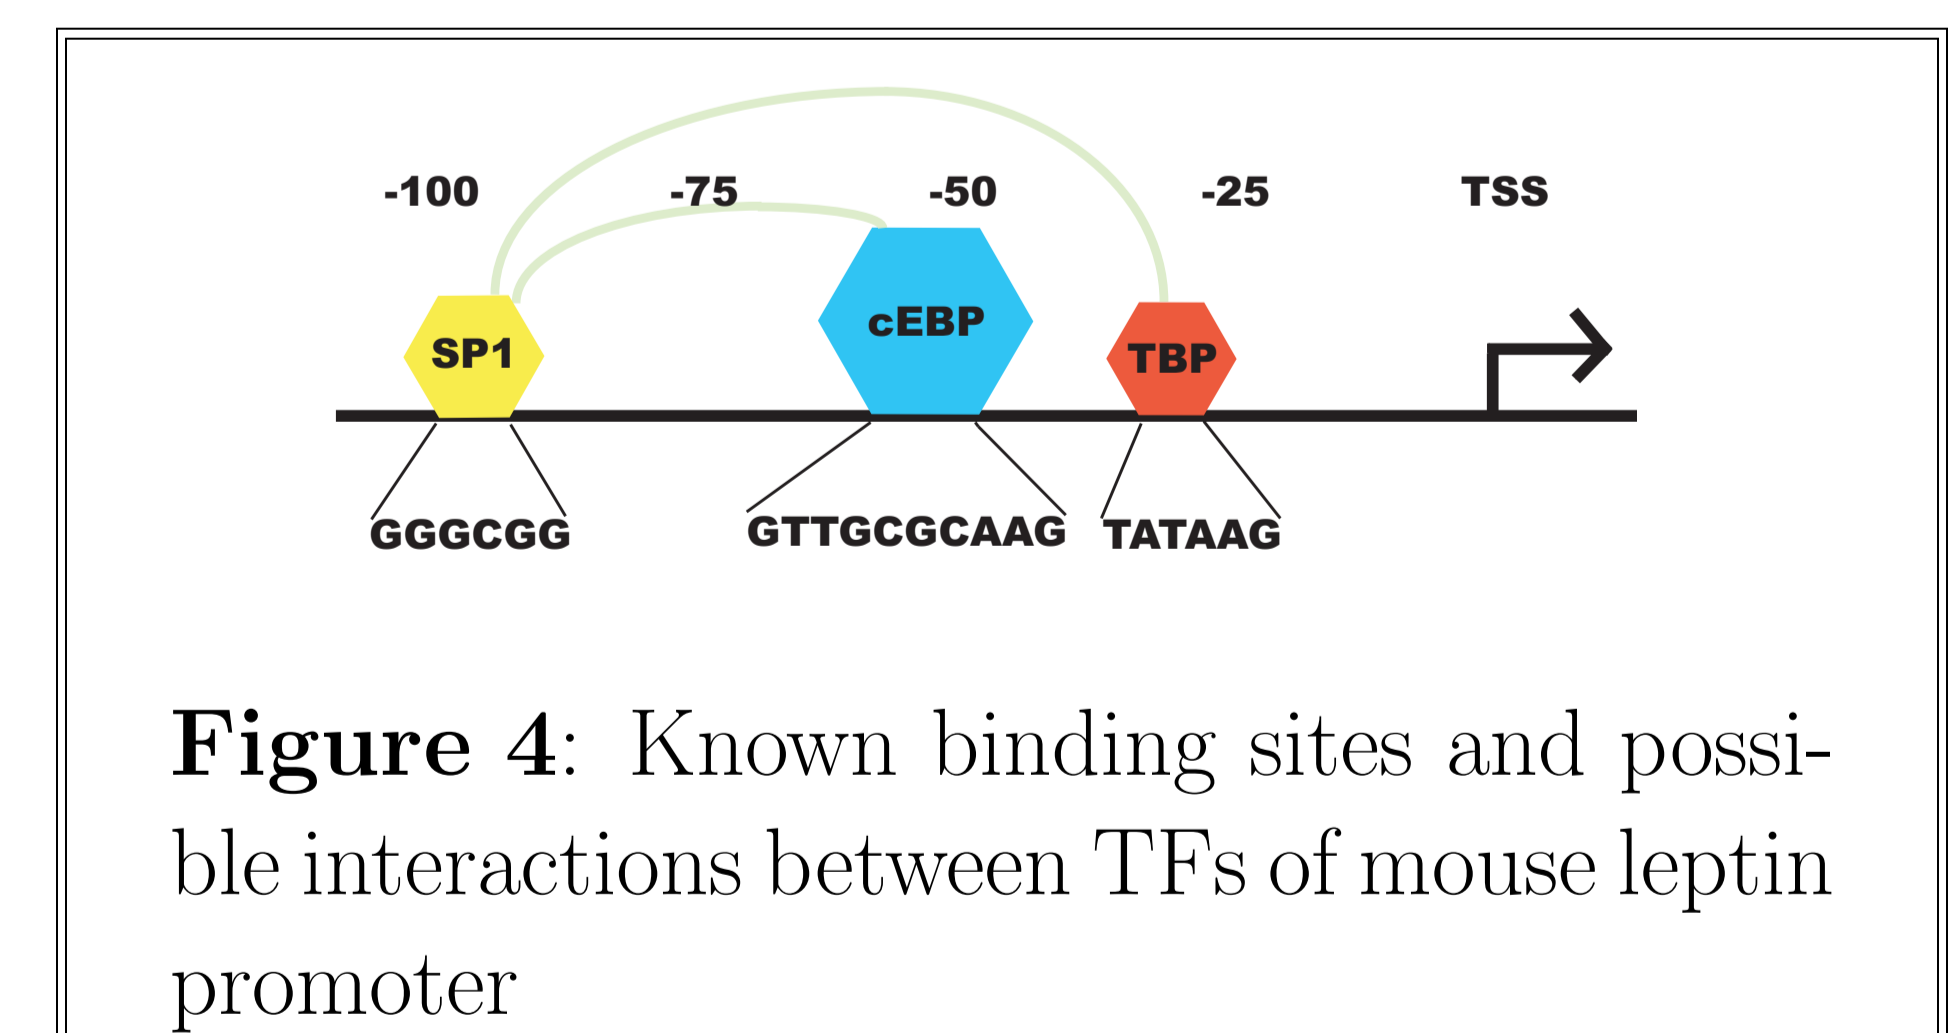 -100 -75 -50 -25 TSS
SP1 cEBP TBP
GGGCGG GTTGCGCAAG TATAAG
Figure 4: Known binding sites and possi-
ble interactions between TFs of mouse leptin
promoter